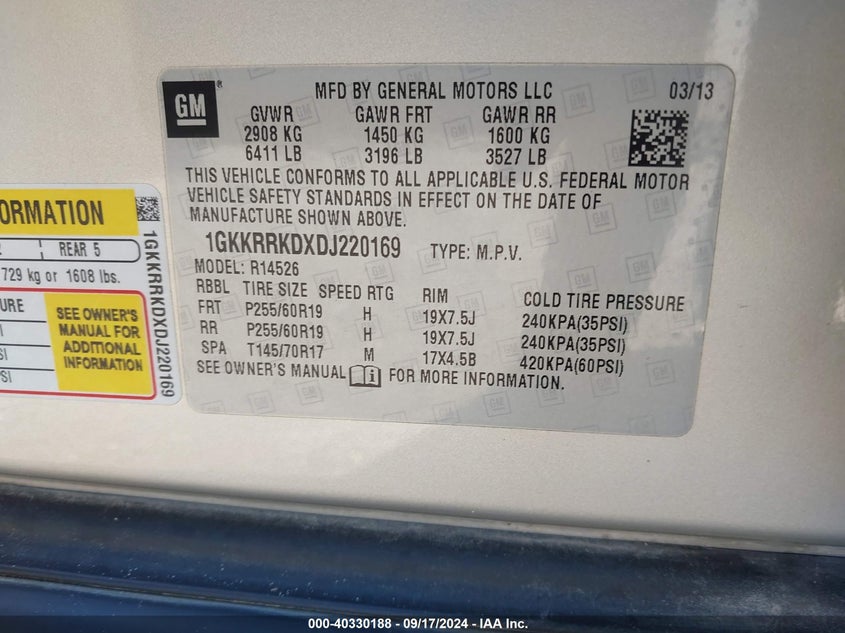 GM
®
MFD BY GENERAL MOTORS LLC 03/13
GVWR GAWR FRT GAWR RR
2908 KG 1450 KG 1600 KG
6411 LB 3196 LB 3527 LB
THIS VEHICLE CONFORMS TO ALL APPLICABLE U.S. FEDERAL MOTOR
VEHICLE SAFETY STANDARDS IN EFFECT ON THE DATE OF
MANUFACTURE SHOWN ABOVE.
1GKKRRKDXDJ220169 TYPE: M.P.V.
MODEL: R14526
RBBL TIRE SIZE SPEED RTG RIM COLD TIRE PRESSURE
FRT P255/60R19 H 19X7.5J 240KPA(35PSI)
RR P255/60R19 H 19X7.5J 240KPA(35PSI)
SPA T145/70R17 M 17X4.5B 420KPA(60PSI)
SEE OWNER'S MANUAL i FOR MORE INFORMATION.
ORMATION
REAR 5
729 kg or 1608 lbs.
URE
SEE OWNER'S
MANUAL FOR
ADDITIONAL
INFORMATION
1GKKRRKDXDJ220169
000-40330188 - 09/17/2024 - IAA Inc.